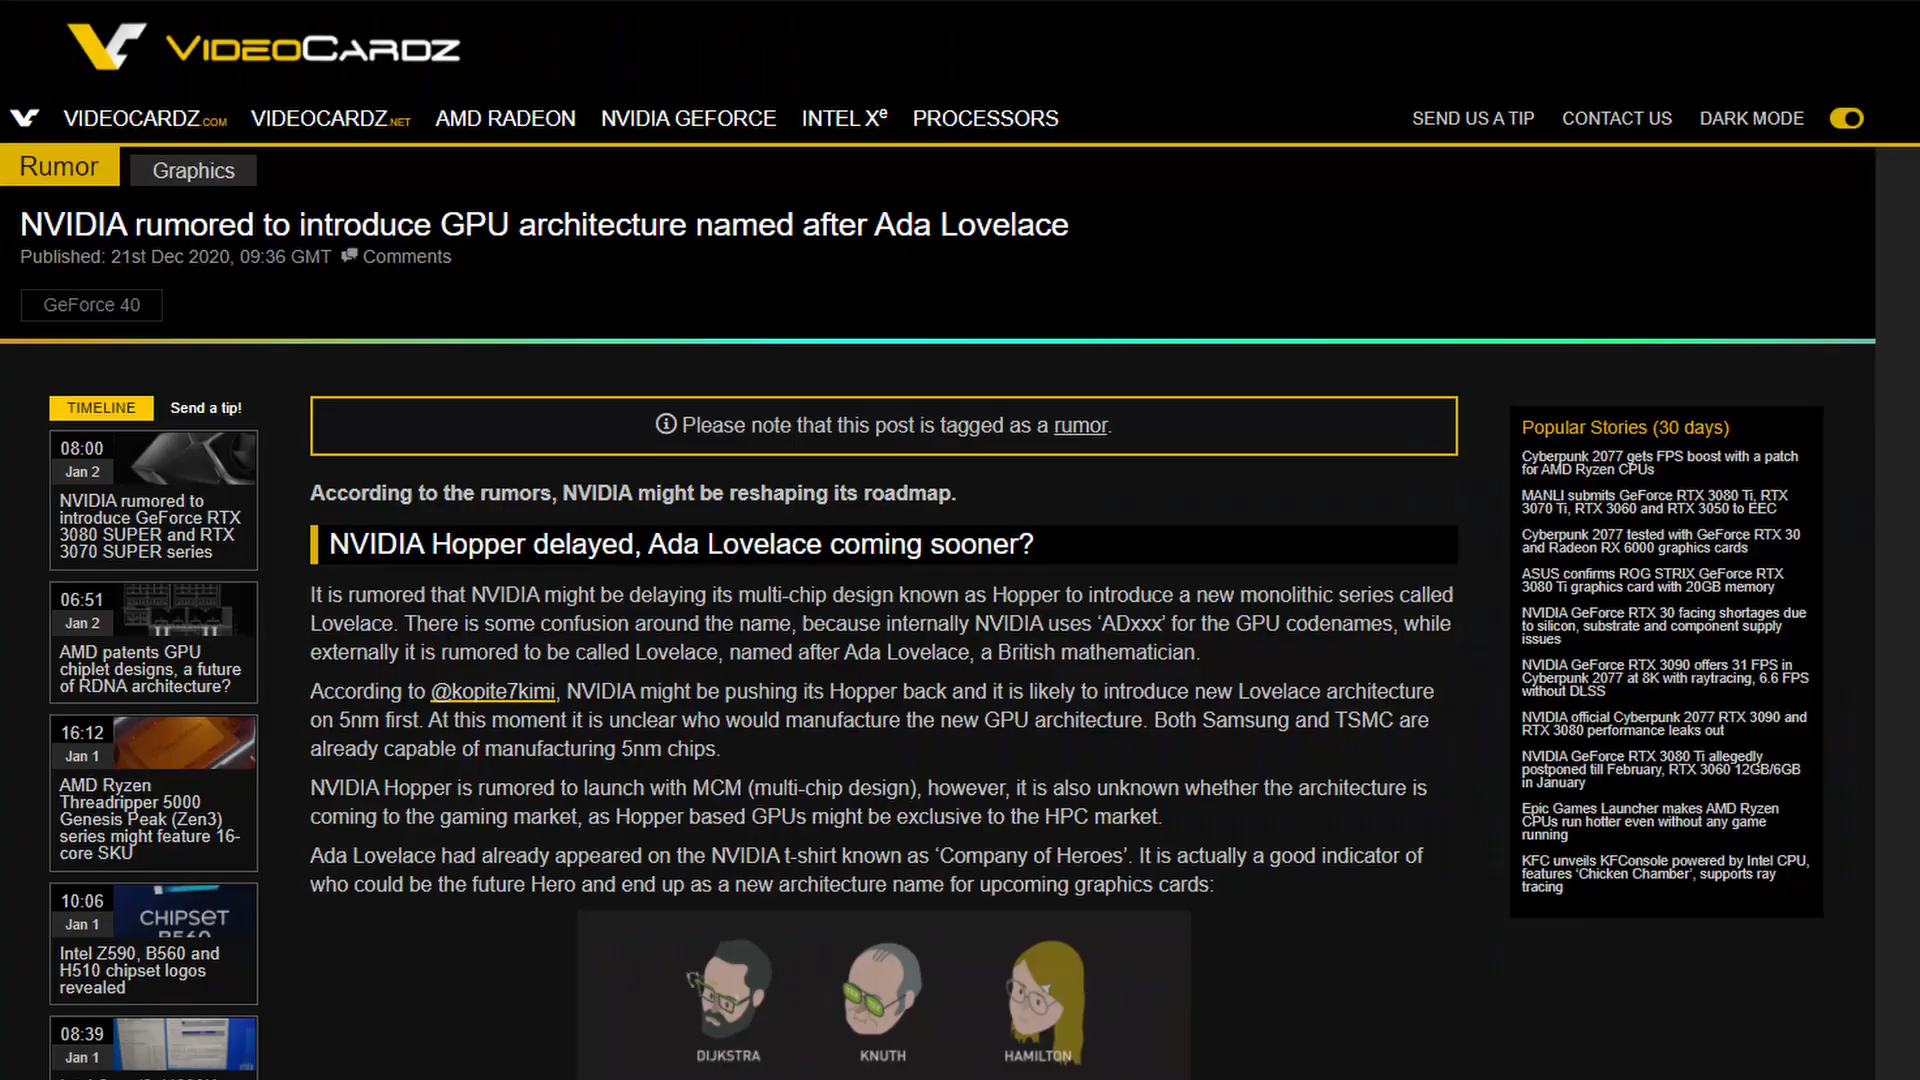 VIDEOCARDZ
VIDEOCARDZ.COM VIDEOCARDZ.NET AMD RADEON NVIDIA GEFORCE INTEL Xe PROCESSORS SEND US A TIP CONTACT US DARK MODE
Rumor Graphics
NVIDIA rumored to introduce GPU architecture named after Ada Lovelace
Published: 21st Dec 2020, 09:36 GMT Comments
GeForce 40
TIMELINE Send a tip!
08:00
Jan 2
NVIDIA rumored to
introduce GeForce RTX
3080 SUPER and RTX
3070 SUPER series
06:51
Jan 2
AMD patents GPU
chiplet designs, a future
of RDNA architecture?
16:12
Jan 1
AMD Ryzen
Threadripper 5000
Genesis Peak (Zen3)
series might feature 16-
core SKU
10:06
Jan 1
CHIPSET
B560
Intel Z590, B560 and
H510 chipset logos
revealed
08:39
Jan 1
Please note that this post is tagged as a rumor.
According to the rumors, NVIDIA might be reshaping its roadmap.
NVIDIA Hopper delayed, Ada Lovelace coming sooner?
It is rumored that NVIDIA might be delaying its multi-chip design known as Hopper to introduce a new monolithic series called
Lovelace. There is some confusion around the name, because internally NVIDIA uses ‘ADxxx’ for the GPU codenames, while
externally it is rumored to be called Lovelace, named after Ada Lovelace, a British mathematician.
According to @kopite7kimi, NVIDIA might be pushing its Hopper back and it is likely to introduce new Lovelace architecture
on 5nm first. At this moment it is unclear who would manufacture the new GPU architecture. Both Samsung and TSMC are
already capable of manufacturing 5nm chips.
NVIDIA Hopper is rumored to launch with MCM (multi-chip design), however, it is also unknown whether the architecture is
coming to the gaming market, as Hopper based GPUs might be exclusive to the HPC market.
Ada Lovelace had already appeared on the NVIDIA t-shirt known as ‘Company of Heroes’. It is actually a good indicator of
who could be the future Hero and end up as a new architecture name for upcoming graphics cards:
DIJKSTRA KNUTH HAMILTON
Popular Stories (30 days)
Cyberpunk 2077 gets FPS boost with a patch
for AMD Ryzen CPUs
MANLI submits GeForce RTX 3080 Ti, RTX
3070 Ti, RTX 3060 and RTX 3050 to EEC
Cyberpunk 2077 tested with GeForce RTX 30
and Radeon RX 6000 graphics cards
ASUS confirms ROG STRIX GeForce RTX
3080 Ti graphics card with 20GB memory
NVIDIA GeForce RTX 30 facing shortages due
to silicon, substrate and component supply
issues
NVIDIA GeForce RTX 3090 offers 31 FPS in
Cyberpunk 2077 at 8K with raytracing, 6.6 FPS
without DLSS
NVIDIA official Cyberpunk 2077 RTX 3090 and
RTX 3080 performance leaks out
NVIDIA GeForce RTX 3080 Ti allegedly
postponed till February, RTX 3060 12GB/6GB
in January
Epic Games Launcher makes AMD Ryzen
CPUs run hotter even without any game
running
KFC unveils KFConsole powered by Intel CPU,
features ‘Chicken Chamber’, supports ray
tracing